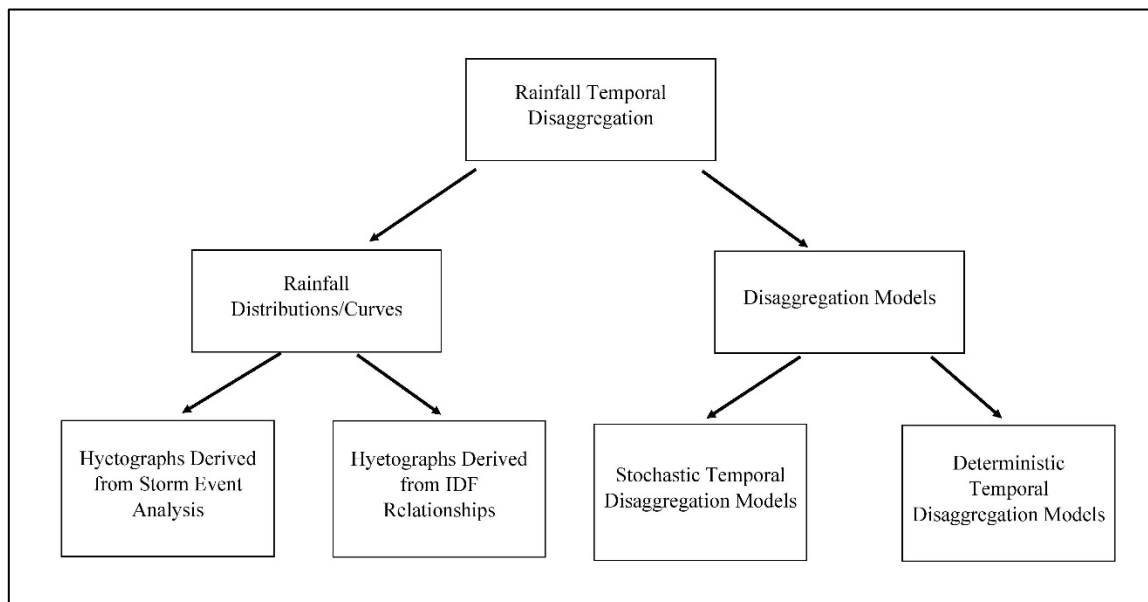 Rainfall Temporal
Disaggregation
Rainfall
Distributions/Curves
Disaggregation Models
Hyetographs Derived
from Storm Event
Analysis
Hyetographs Derived
from IDF
Relationships
Stochastic Temporal
Disaggregation Models
Deterministic
Temporal
Disaggregation Models